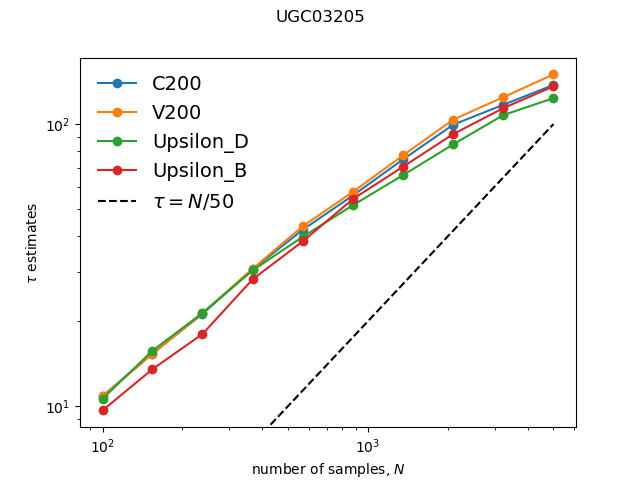 UGC03205
C200
V200
Upsilon_D
Upsilon_B
τ = N/50
10²
10¹
τ estimates
10²
10³
number of samples, N